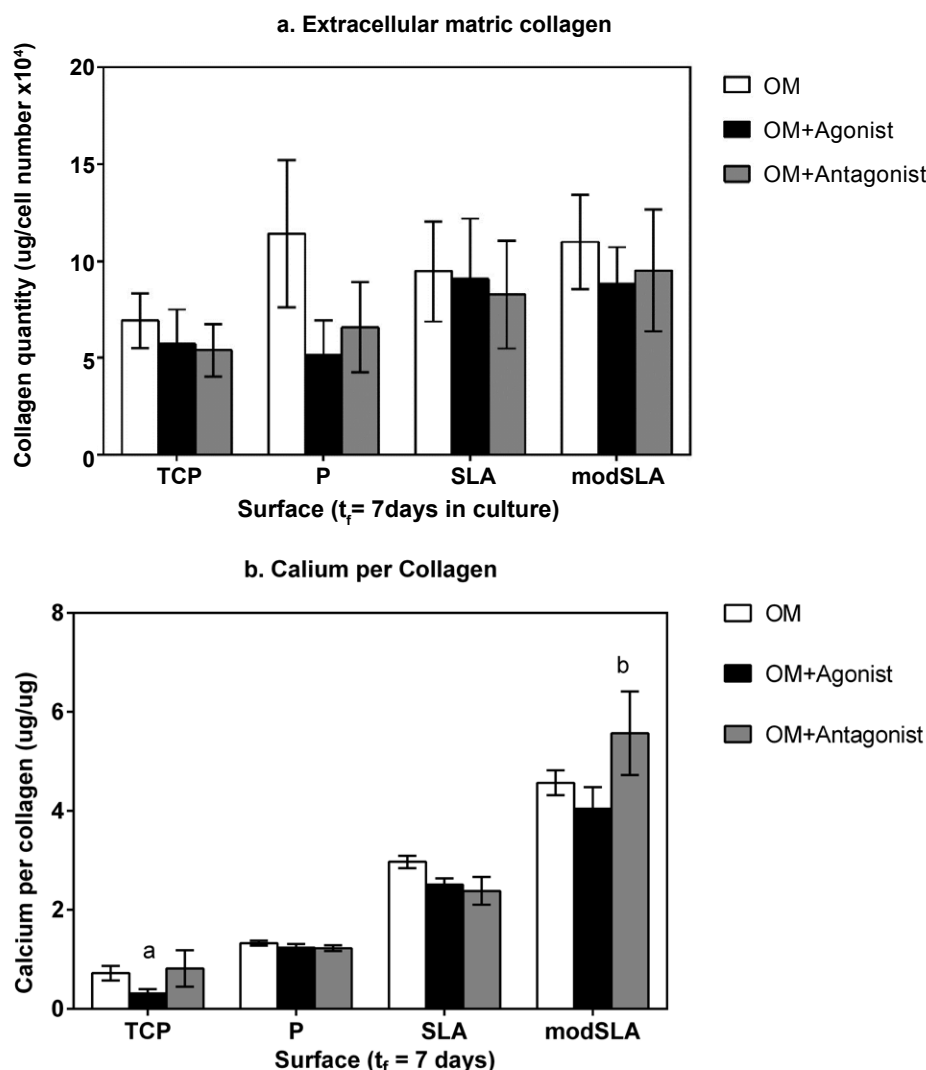 a. Extracellular matric collagen
Collagen quantity (ug/cell number x10⁴)
20
15
10
5
0
TCP P SLA modSLA
Surface (t_f= 7days in culture)
OM
OM+Agonist
OM+Antagonist
b. Calium per Collagen
Calcium per collagen (ug/ug)
8
6
4
2
0
a
b
TCP P SLA modSLA
Surface (t_f = 7 days)
OM
OM+Agonist
OM+Antagonist